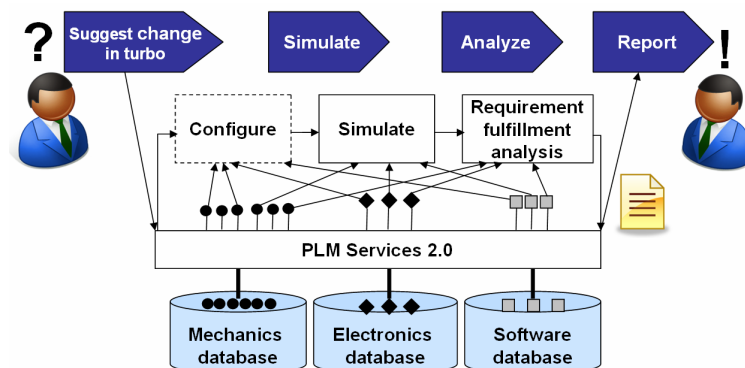 ?
Suggest change
in turbo
Simulate
Analyze
Report
!
Configure
Simulate
Requirement
fulfillment
analysis
PLM Services 2.0
Mechanics
database
Electronics
database
Software
database